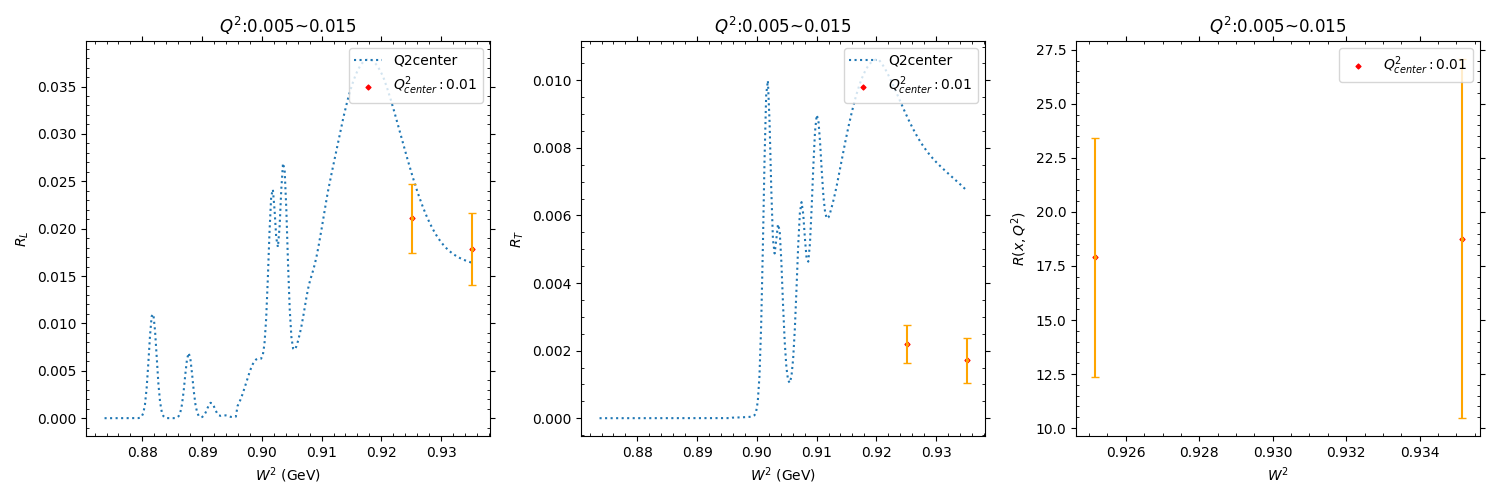 Q²:0.005~0.015
Q2center
Q²center : 0.01
0.035
0.030
0.025
0.020
0.015
0.010
0.005
0.000
R_L
0.88 0.89 0.90 0.91 0.92 0.93
W² (GeV)
Q²:0.005~0.015
Q2center
Q²center : 0.01
0.010
0.008
0.006
0.004
0.002
0.000
R_T
0.88 0.89 0.90 0.91 0.92 0.93
W² (GeV)
Q²:0.005~0.015
Q²center : 0.01
27.5
25.0
22.5
20.0
17.5
15.0
12.5
10.0
R(x, Q²)
0.926 0.928 0.930 0.932 0.934
W²